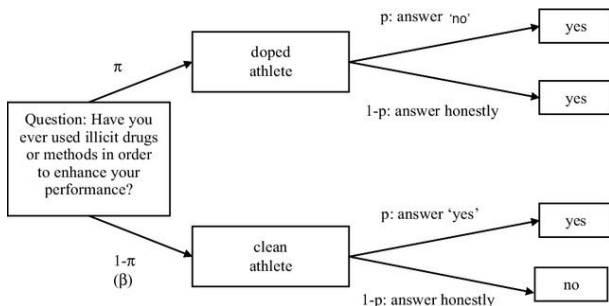 p: answer 'no'
yes
π
doped
athlete
yes
1-p: answer honestly
Question: Have you
ever used illicit drugs
or methods in order
to enhance your
performance?
p: answer 'yes'
yes
clean
athlete
1-π
(β)
no
1-p: answer honestly